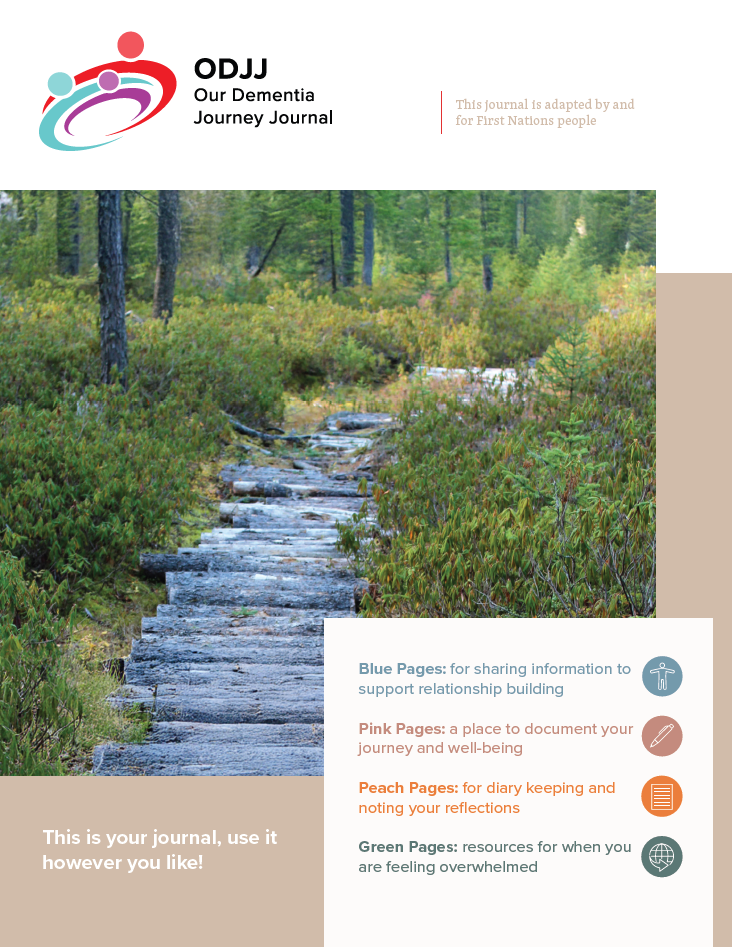 ODJJ
Our Dementia
Journey Journal
This journal is adapted by and
for First Nations people
Blue Pages: for sharing information to
support relationship building
Pink Pages: a place to document your
journey and well-being
Peach Pages: for diary keeping and
noting your reflections
Green Pages: resources for when you
are feeling overwhelmed
This is your journal, use it
however you like!